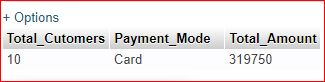 + Options
Total_Cutomers Payment_Mode Total_Amount
10 Card 319750